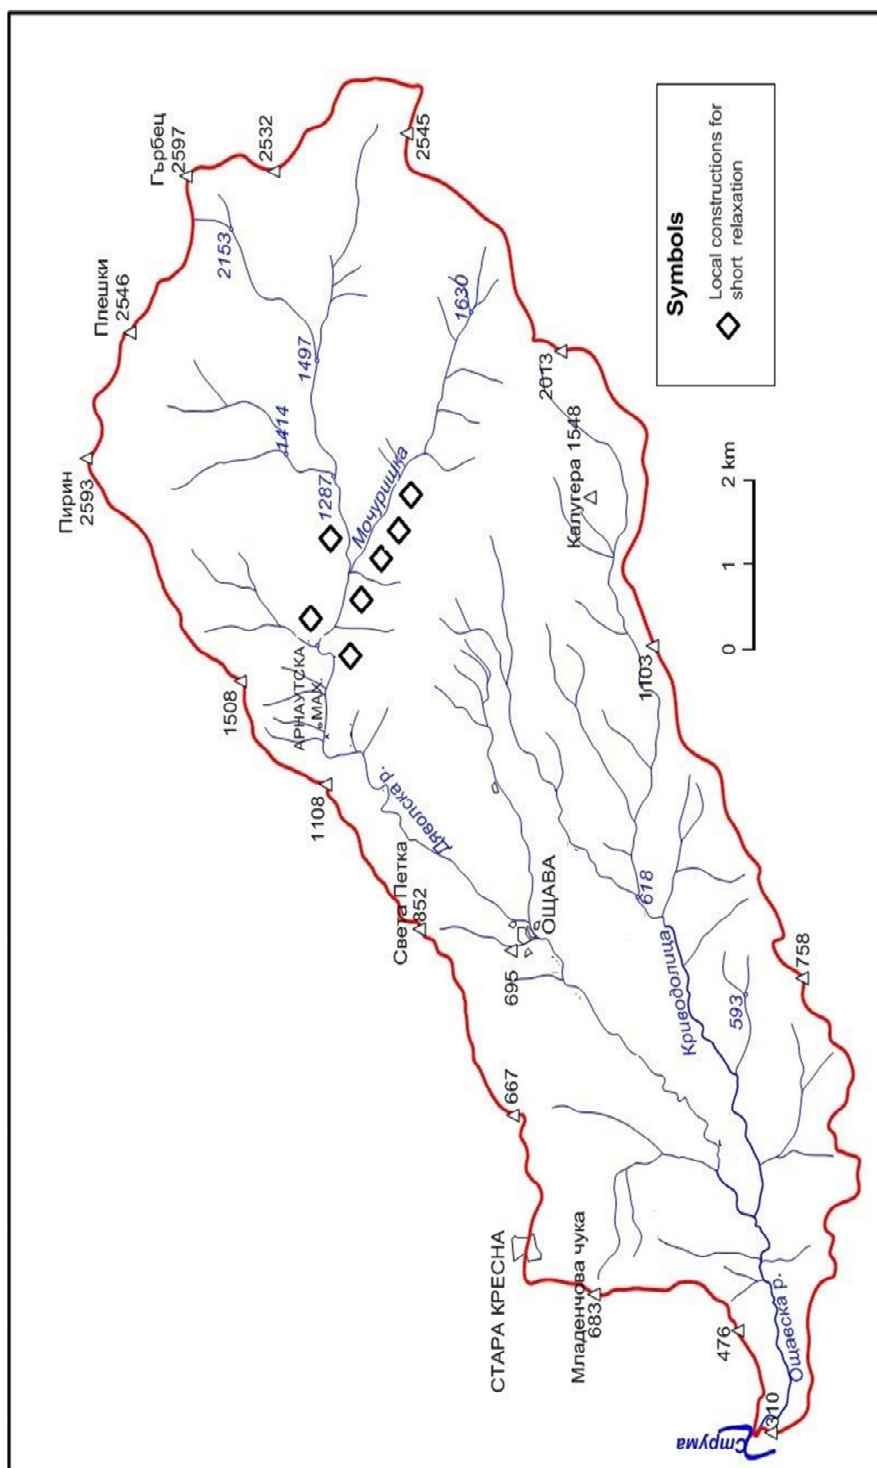 Пирин
2593
Плешки
2546
Гърбец
2597
1508
2532
2153
1414
1497
1287
АРНАУТСКА
МАХ.
1108
Света Петка
852
Дяволска р.
Мочуришка
2545
1630
СТАРА КРЕСНА
667
695
ОЩАВА
2013
Калугера 1548
Младенчова чука
683
618
1103
Криводолица
Symbols
Local constructions for
short relaxation
476
593
758
0 1 2 km
Струма
310
Ощавска р.